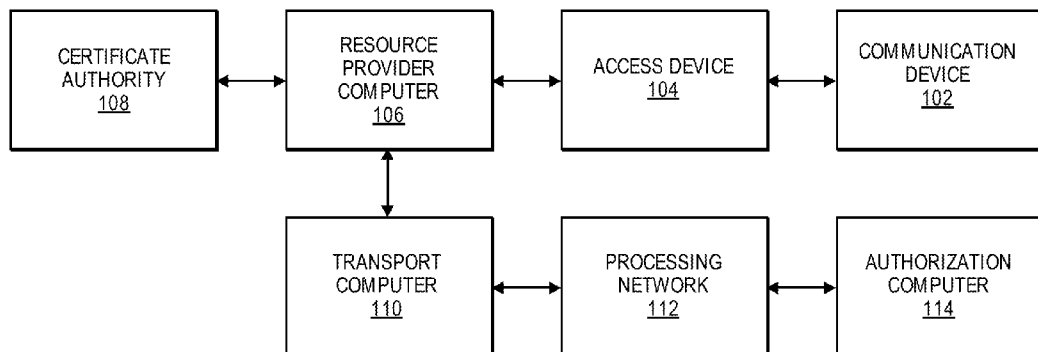 CERTIFICATE
AUTHORITY
108
RESOURCE
PROVIDER
COMPUTER
106
ACCESS DEVICE
104
COMMUNICATION
DEVICE
102
TRANSPORT
COMPUTER
110
PROCESSING
NETWORK
112
AUTHORIZATION
COMPUTER
114